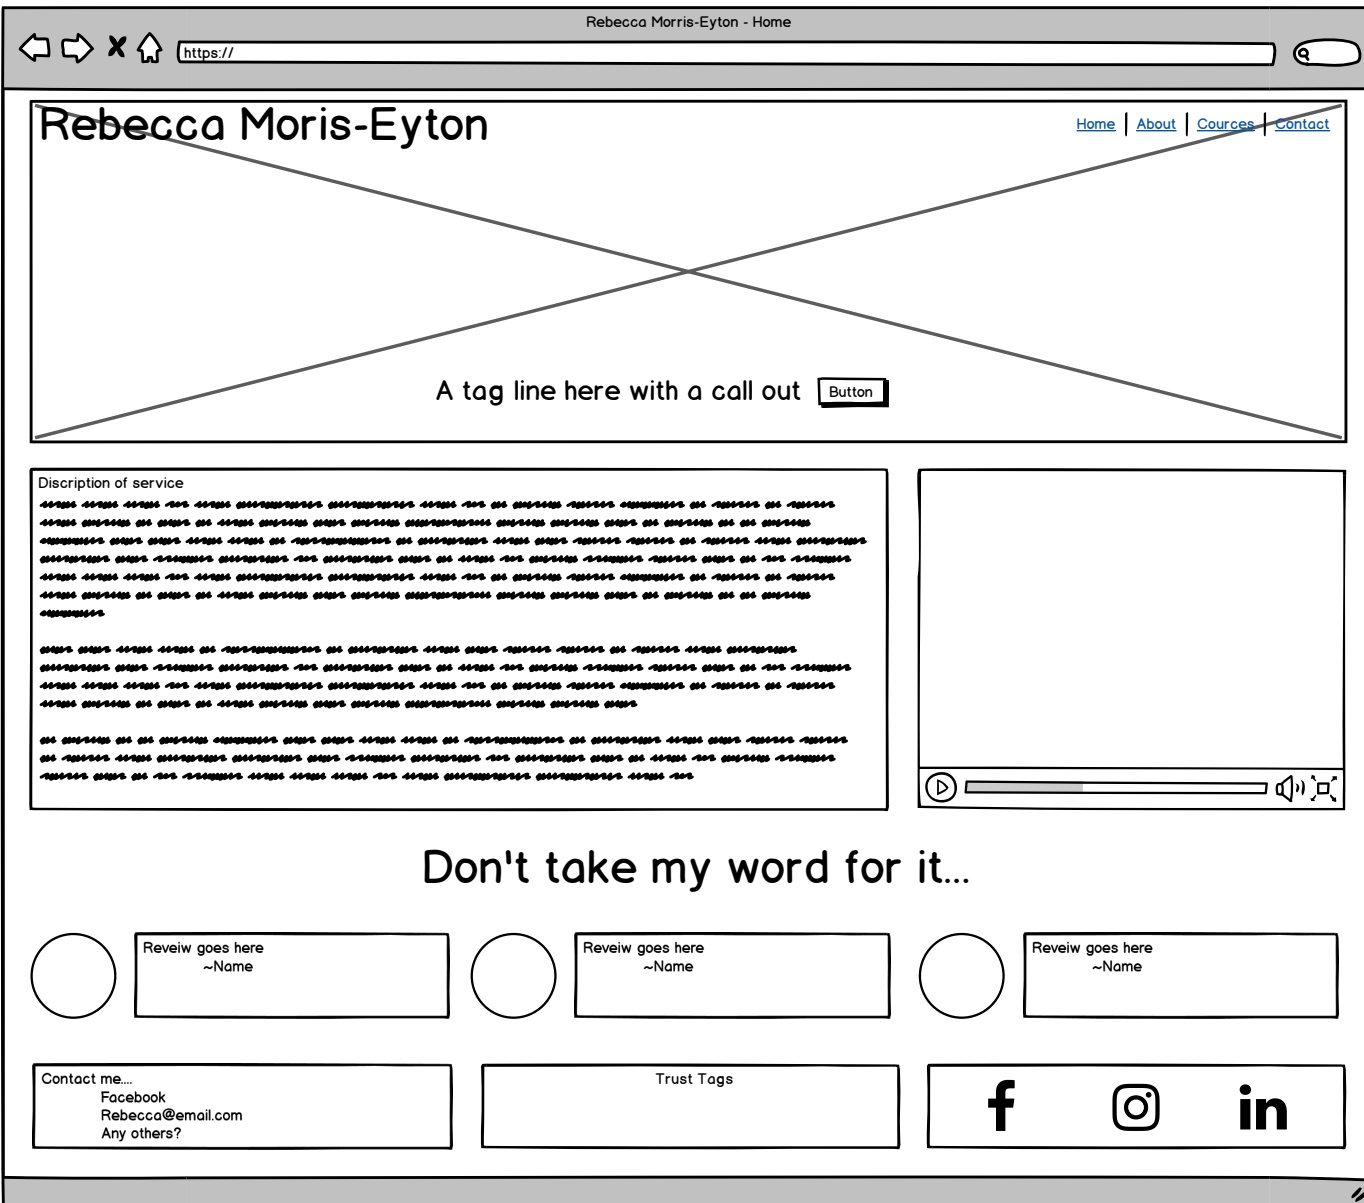 Rebecca Morris-Eyton - Home
https://
Rebecca Moris-Eyton
Home | About | Cources | Contact
A tag line here with a call out Button
Discription of service
Don't take my word for it...
Reveiw goes here
~Name
Reveiw goes here
~Name
Reveiw goes here
~Name
Contact me....
Facebook
Rebecca@email.com
Any others?
Trust Tags
f in